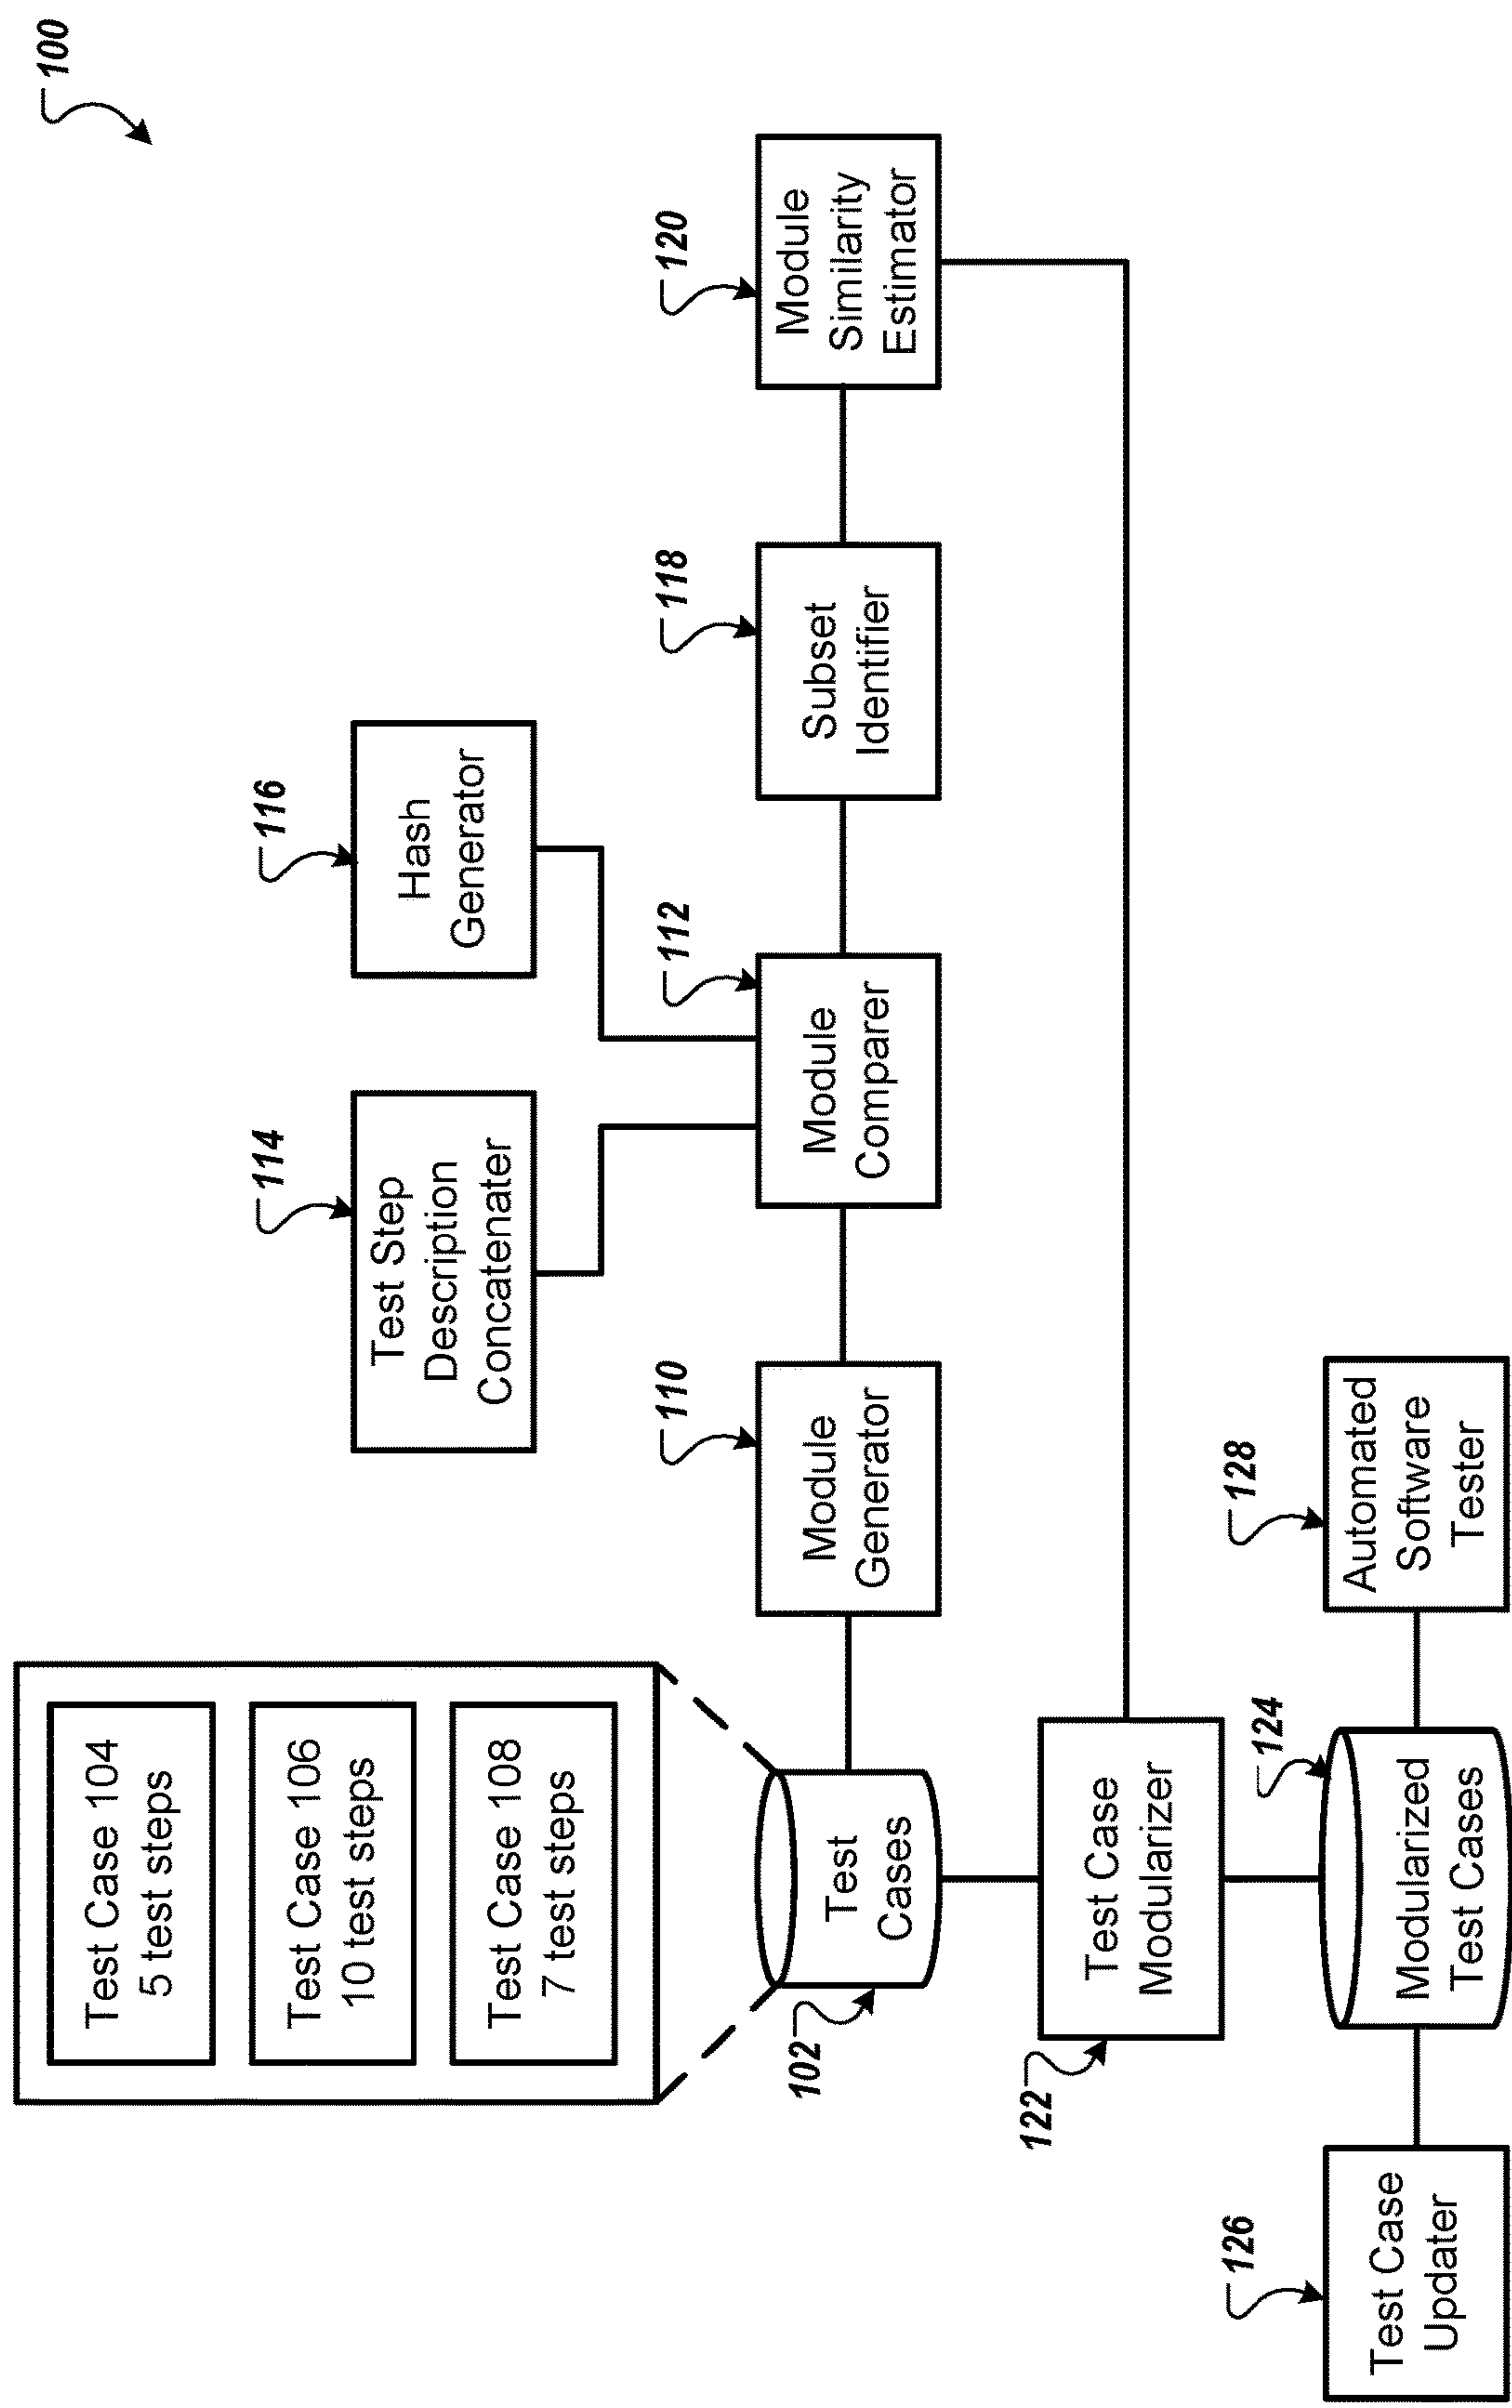 100
Test Case 104
5 test steps
Test Case 106
10 test steps
Test Case 108
7 test steps
114
Test Step
Description
Concatenater
116
Hash
Generator
102
Test
Cases
110
Module
Generator
112
Module
Comparer
118
Subset
Identifier
120
Module
Similarity
Estimator
122
Test Case
Modularizer
126
Test Case
Updater
124
Modularized
Test Cases
128
Automated
Software
Tester